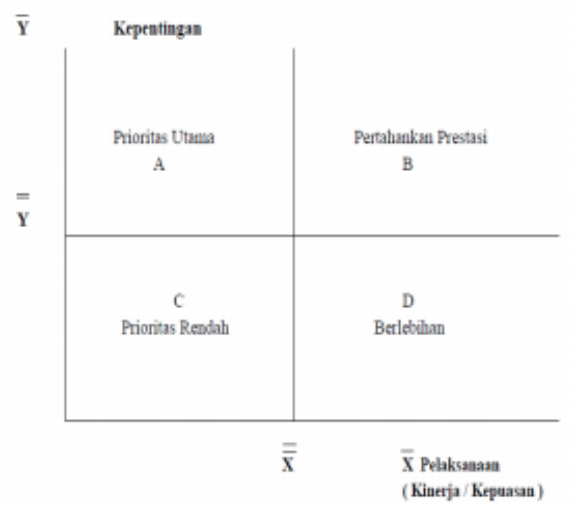 Y̅ Kepentingan
Prioritas Utama
A
Pertahankan Prestasi
B
Y̿
C
Prioritas Rendah
D
Berlebihan
X̿
X̅ Pelaksanaan
( Kinerja / Kepuasan )